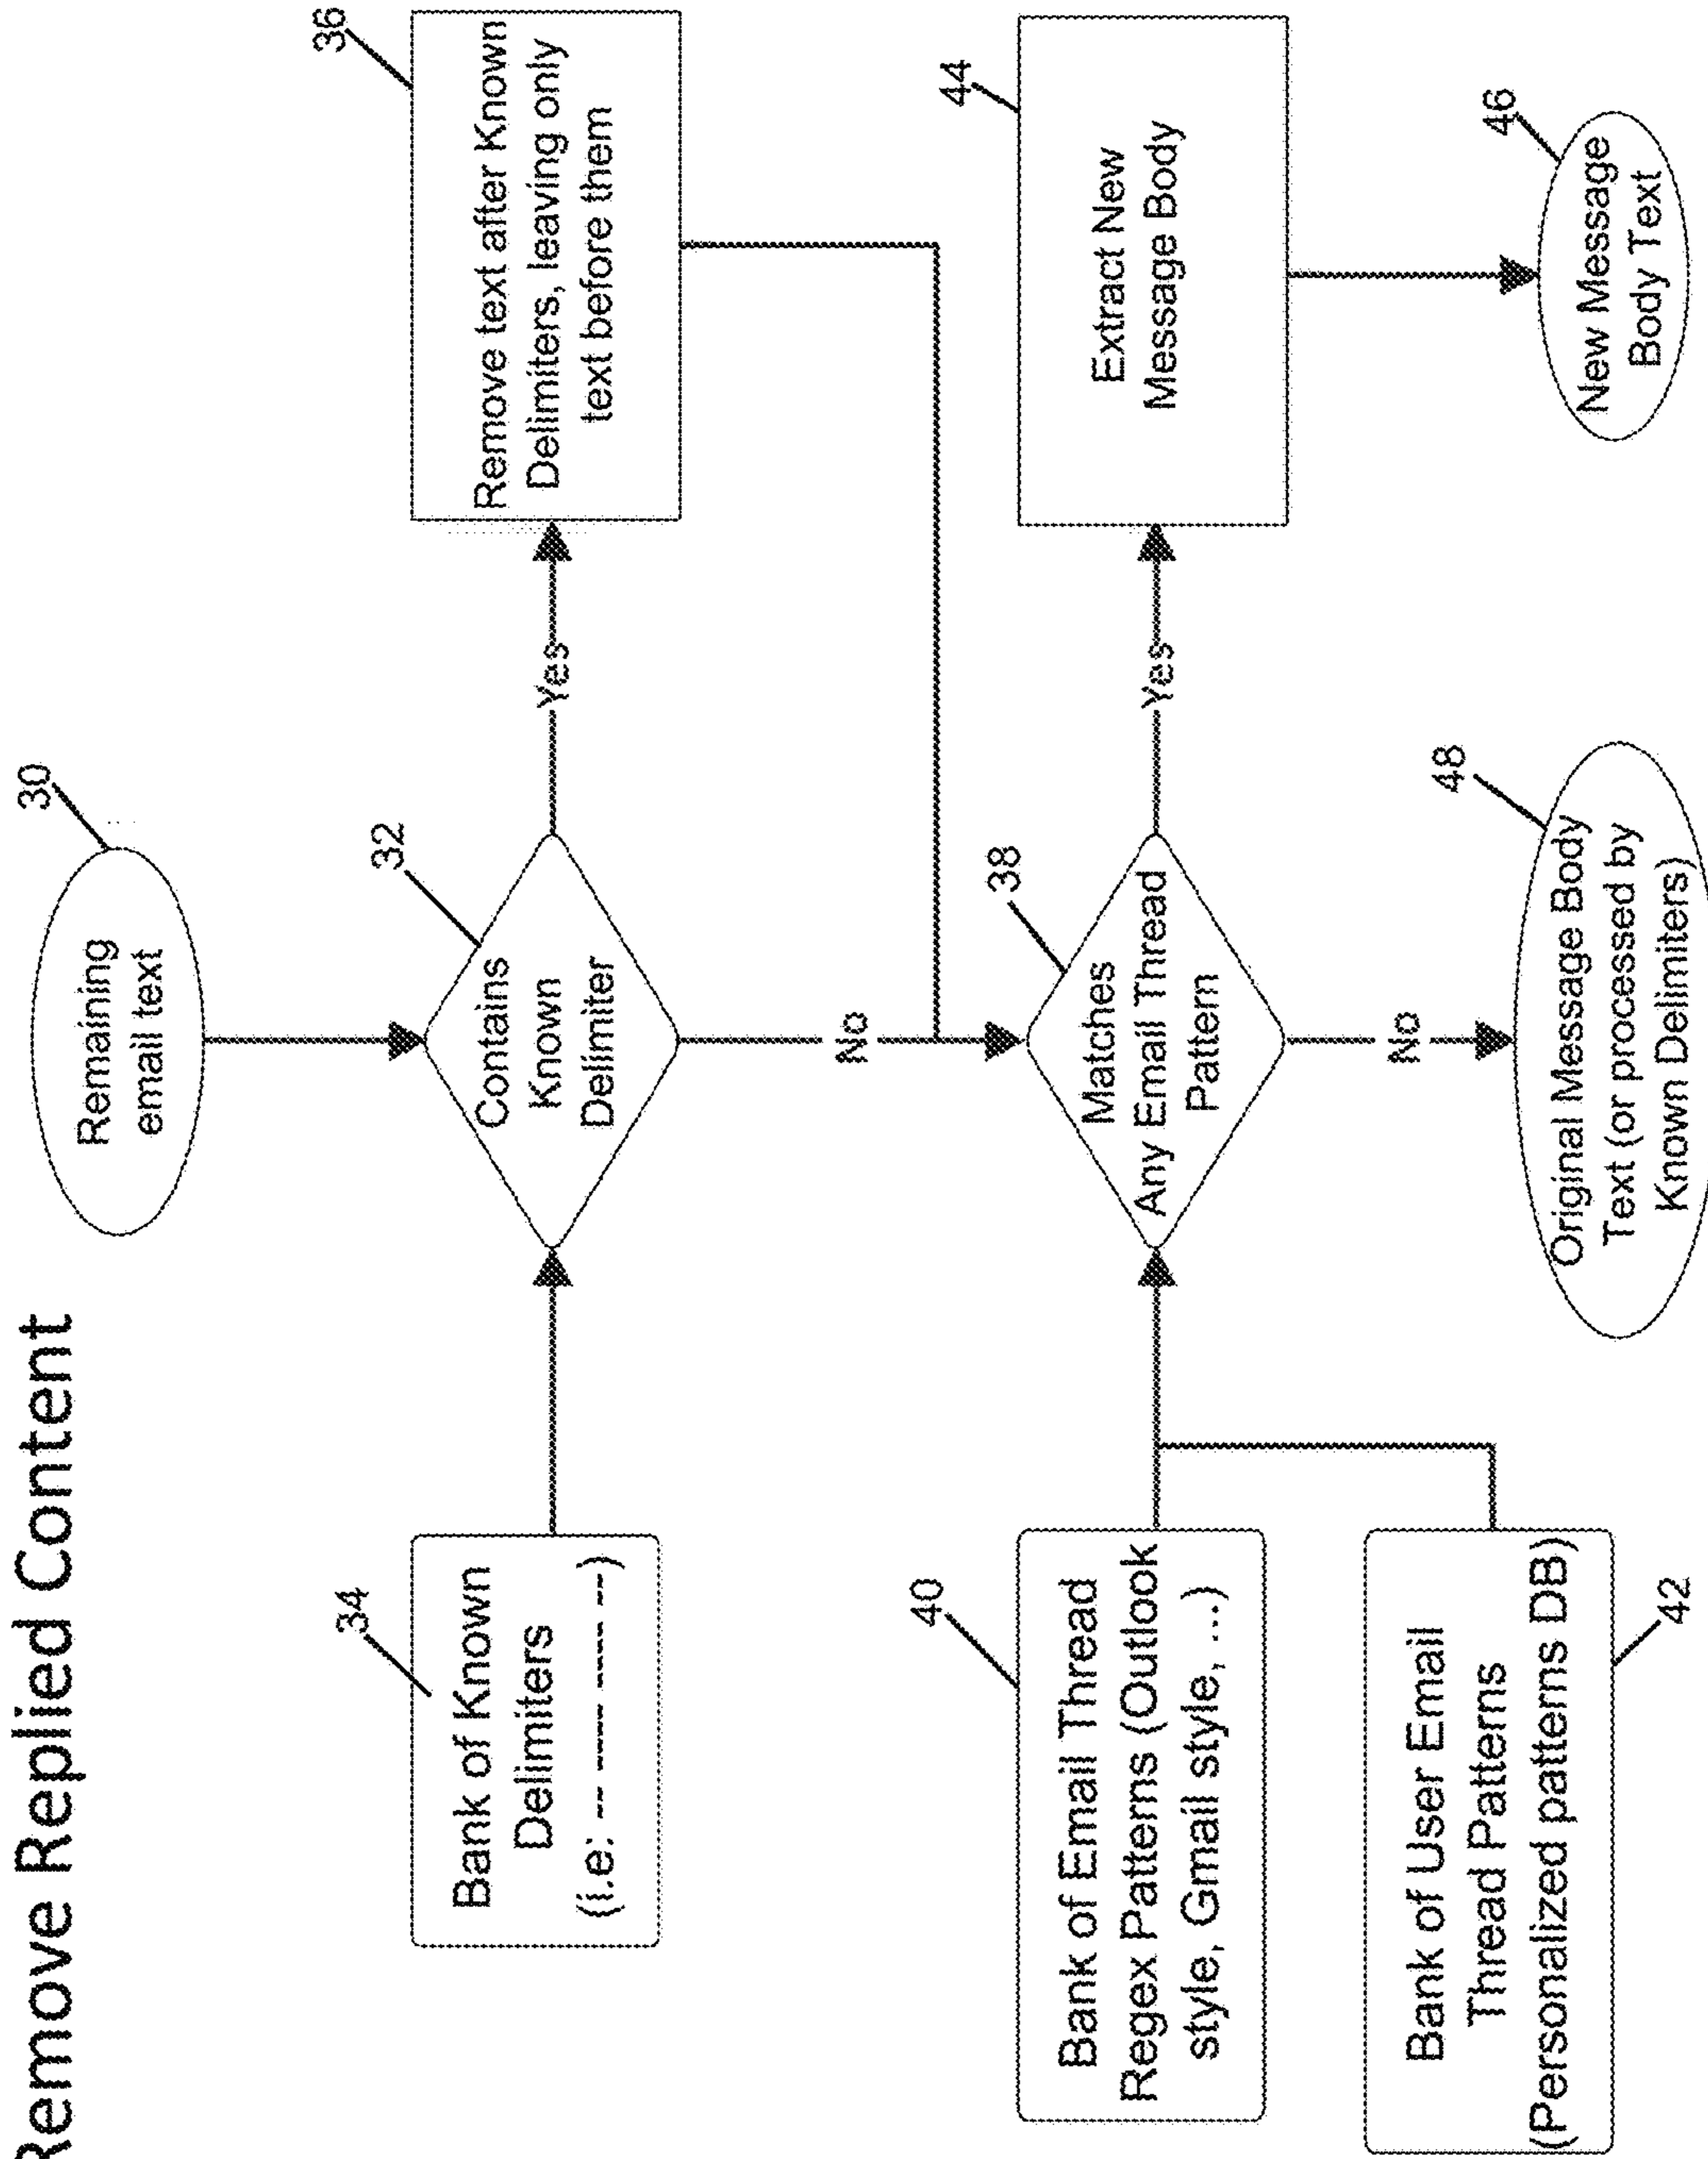 Remove Replied Content
30
Remaining
email text
32
Contains
Known
Delimiter
34
Bank of Known
Delimiters
(i.e: -- ---- ---- --)
Yes
36
Remove text after Known
Delimiters, leaving only
text before them
No
38
Matches
Any Email Thread
Pattern
40
Bank of Email Thread
Regex Patterns (Outlook
style, Gmail style, ...)
42
Bank of User Email
Thread Patterns
(Personalized patterns DB)
Yes
44
Extract New
Message Body
No
48
Original Message Body
Text (or processed by
Known Delimiters)
46
New Message
Body Text